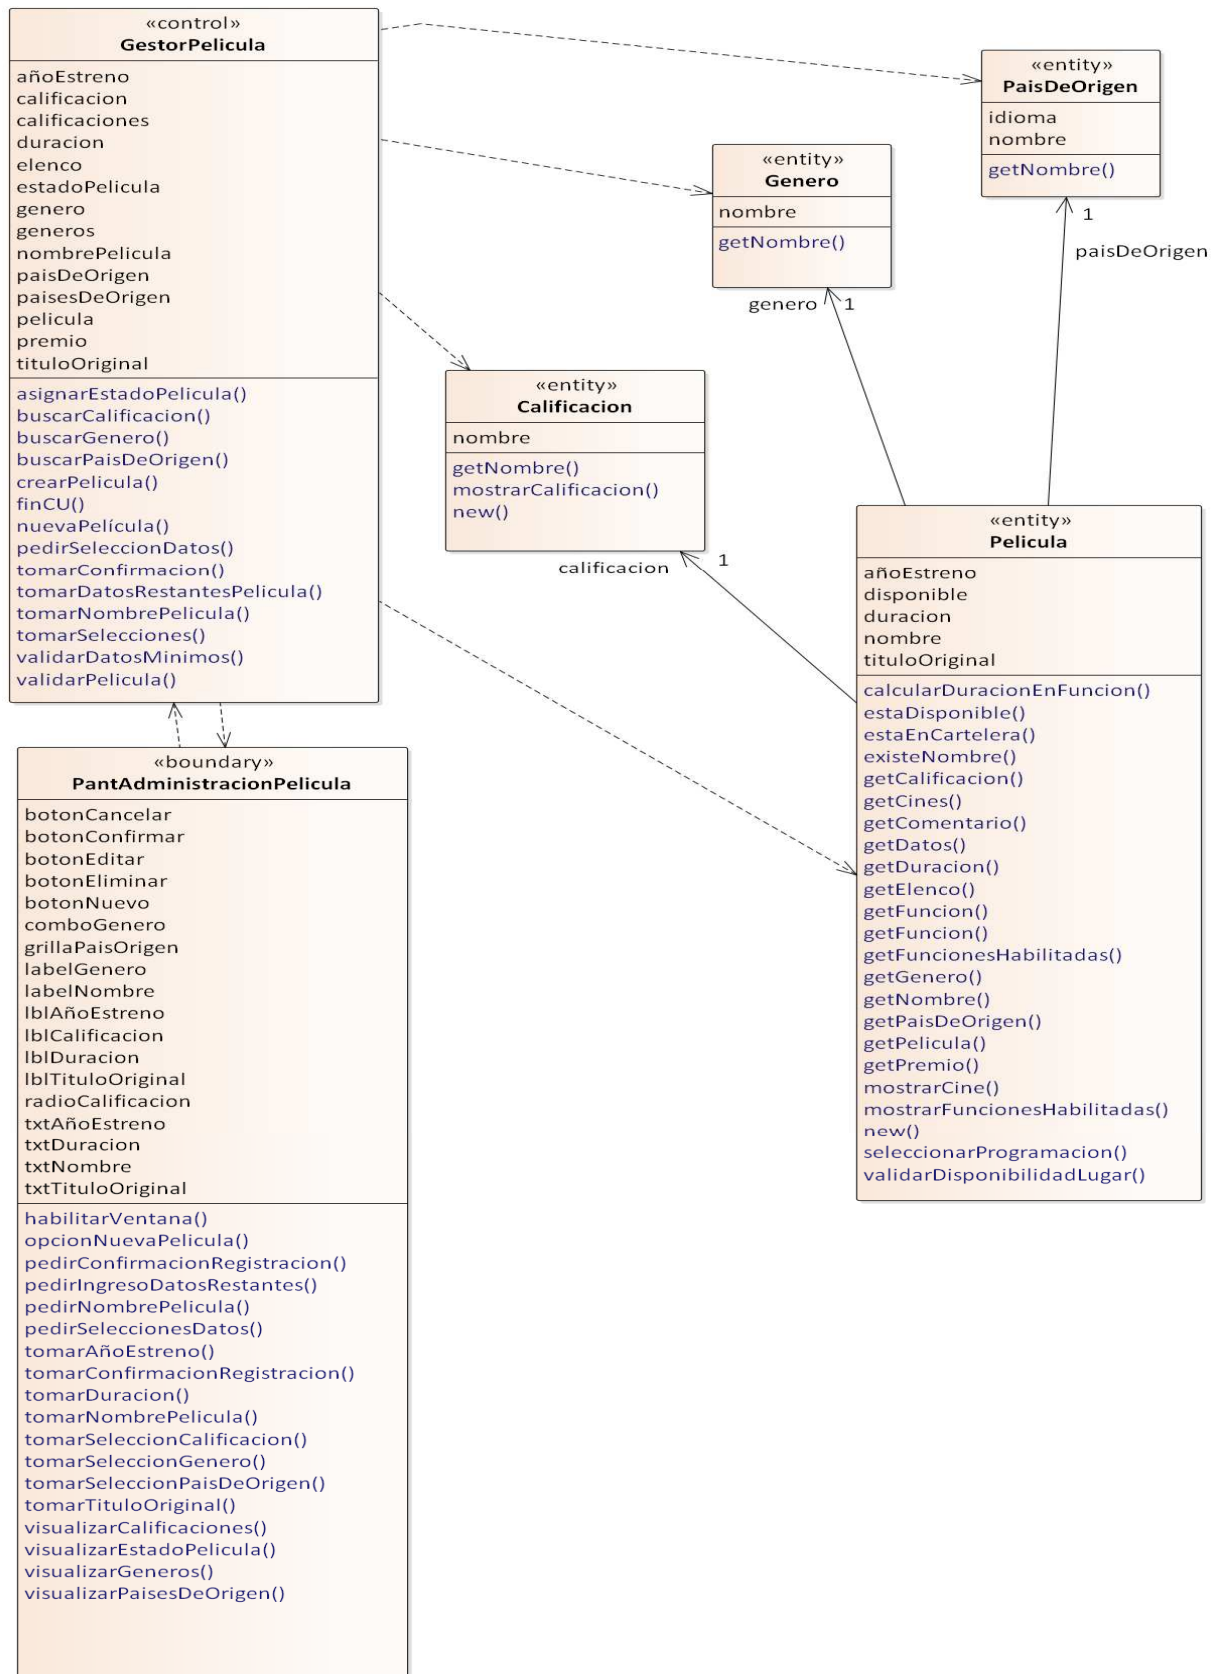 «control»
GestorPelicula
añoEstreno
calificacion
calificaciones
duracion
elenco
estadoPelicula
genero
generos
nombrePelicula
paisDeOrigen
paisesDeOrigen
pelicula
premio
tituloOriginal
asignarEstadoPelicula()
buscarCalificacion()
buscarGenero()
buscarPaisDeOrigen()
crearPelicula()
finCU()
nuevaPelícula()
pedirSeleccionDatos()
tomarConfirmacion()
tomarDatosRestantesPelicula()
tomarNombrePelicula()
tomarSelecciones()
validarDatosMinimos()
validarPelicula()
«entity»
PaisDeOrigen
idioma
nombre
getNombre()
1
paisDeOrigen
«entity»
Genero
nombre
getNombre()
genero
1
«entity»
Calificacion
nombre
getNombre()
mostrarCalificacion()
new()
calificacion
1
«entity»
Pelicula
añoEstreno
disponible
duracion
nombre
tituloOriginal
calcularDuracionEnFuncion()
estaDisponible()
estaEnCartelera()
existeNombre()
getCalificacion()
getCines()
getComentario()
getDatos()
getDuracion()
getElenco()
getFuncion()
getFuncion()
getFuncionesHabilitadas()
getGenero()
getNombre()
getPaisDeOrigen()
getPelicula()
getPremio()
mostrarCine()
mostrarFuncionesHabilitadas()
new()
seleccionarProgramacion()
validarDisponibilidadLugar()
«boundary»
PantAdministracionPelicula
botonCancelar
botonConfirmar
botonEditar
botonEliminar
botonNuevo
comboGenero
grillaPaisOrigen
labelGenero
labelNombre
lblAñoEstreno
lblCalificacion
lblDuracion
lblTituloOriginal
radioCalificacion
txtAñoEstreno
txtDuracion
txtNombre
txtTituloOriginal
habilitarVentana()
opcionNuevaPelicula()
pedirConfirmacionRegistracion()
pedirIngresoDatosRestantes()
pedirNombrePelicula()
pedirSeleccionesDatos()
tomarAñoEstreno()
tomarConfirmacionRegistracion()
tomarDuracion()
tomarNombrePelicula()
tomarSeleccionCalificacion()
tomarSeleccionGenero()
tomarSeleccionPaisDeOrigen()
tomarTituloOriginal()
visualizarCalificaciones()
visualizarEstadoPelicula()
visualizarGeneros()
visualizarPaisesDeOrigen()